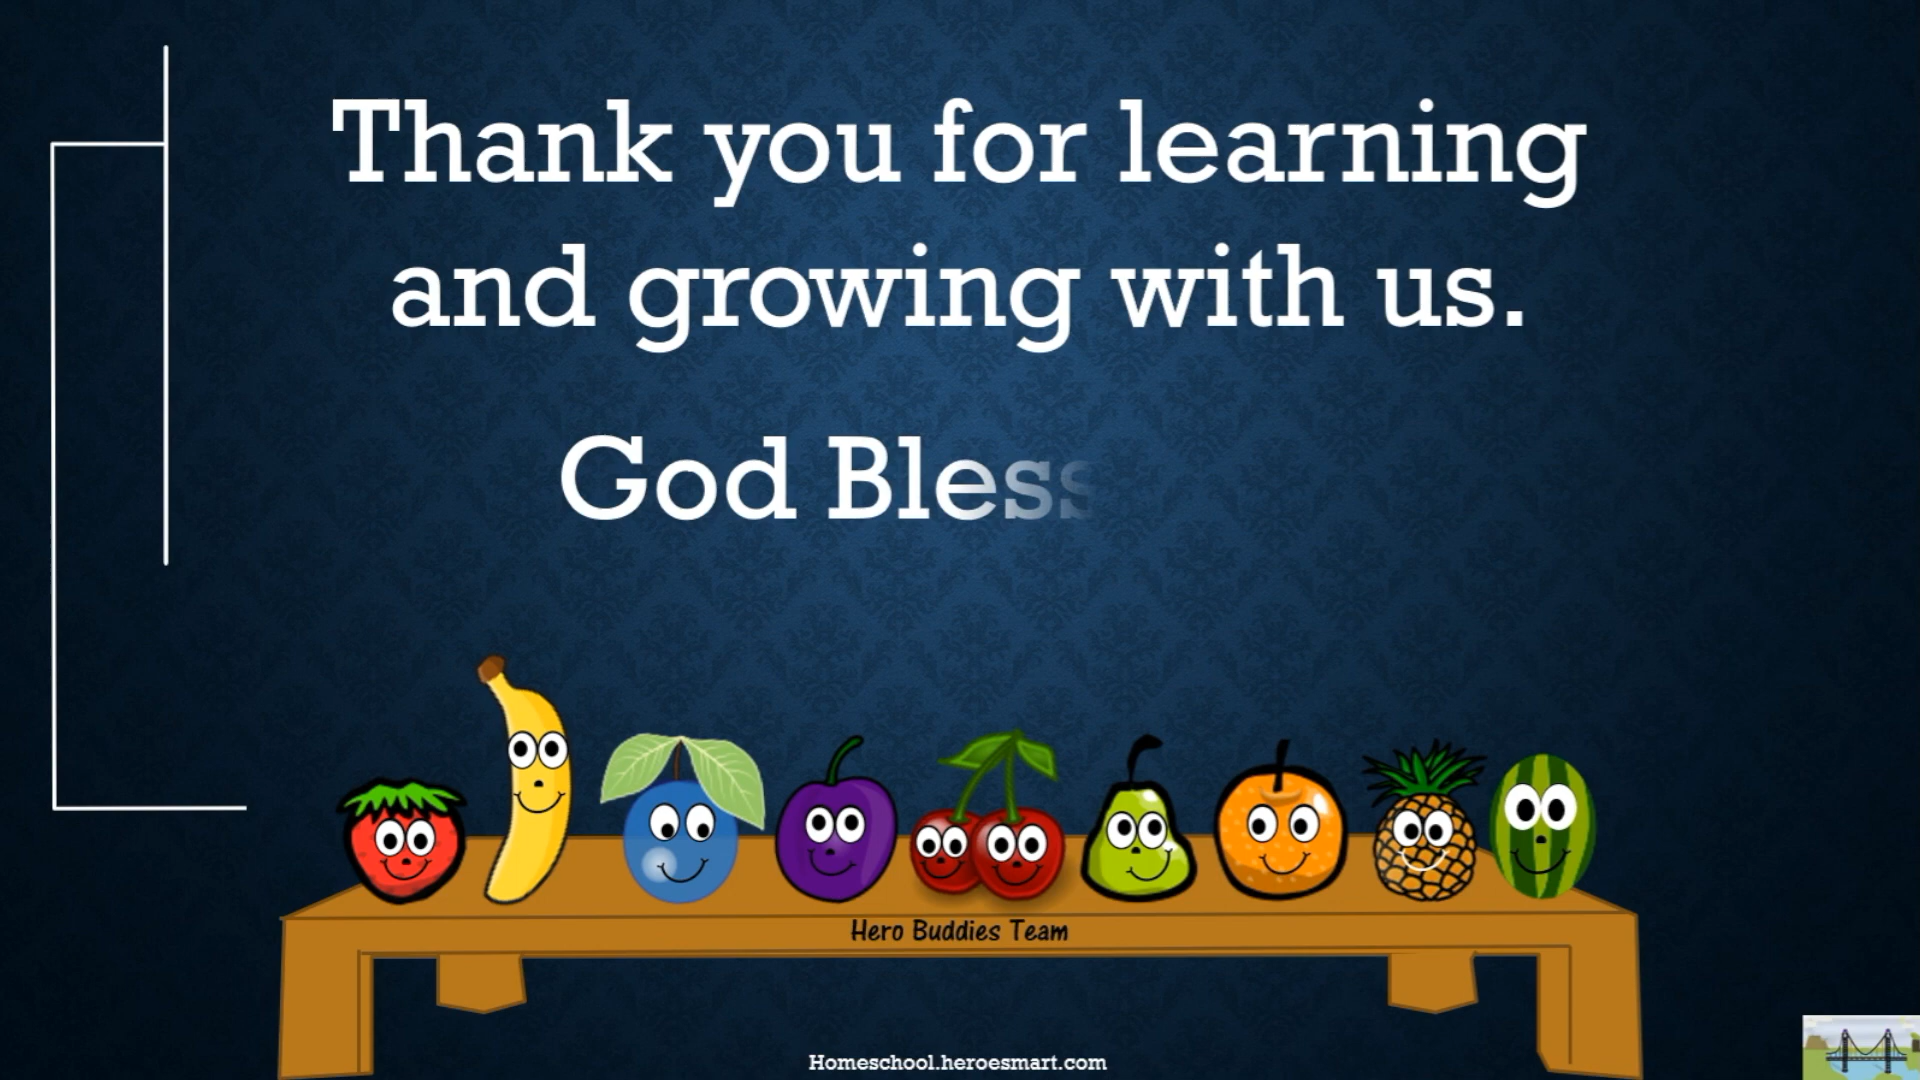 Thank you for learning
and growing with us.
God Bless
Hero Buddies Team
Homeschool.heroesmart.com